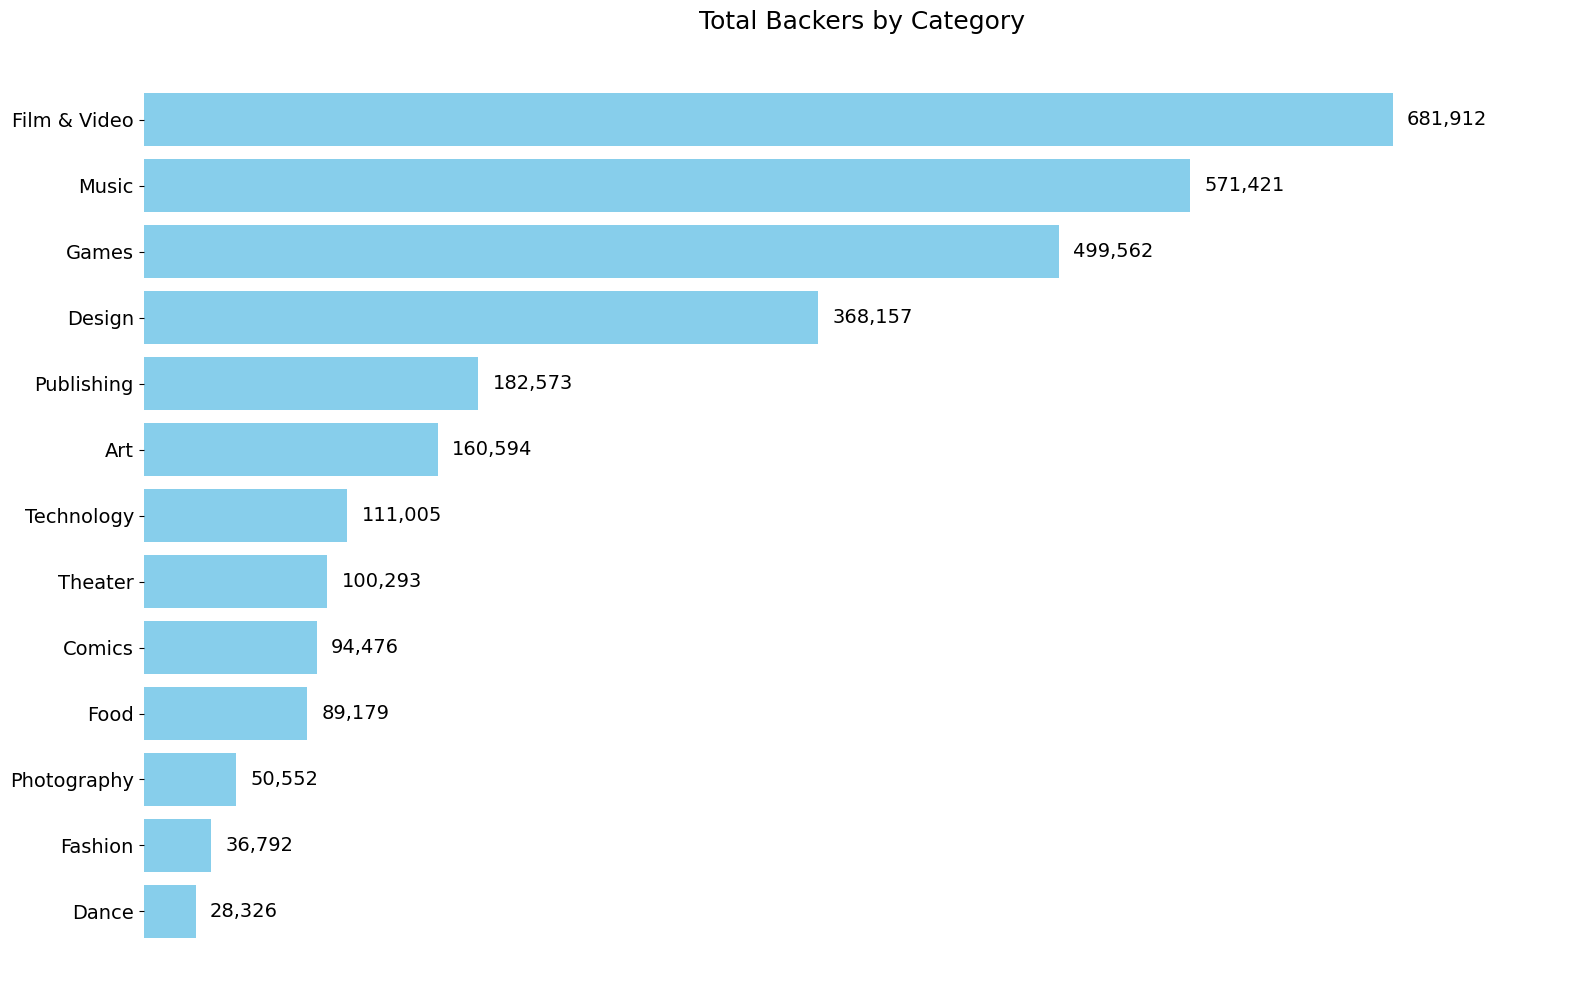 Total Backers by Category
Film & Video 681,912
Music 571,421
Games 499,562
Design 368,157
Publishing 182,573
Art 160,594
Technology 111,005
Theater 100,293
Comics 94,476
Food 89,179
Photography 50,552
Fashion 36,792
Dance 28,326